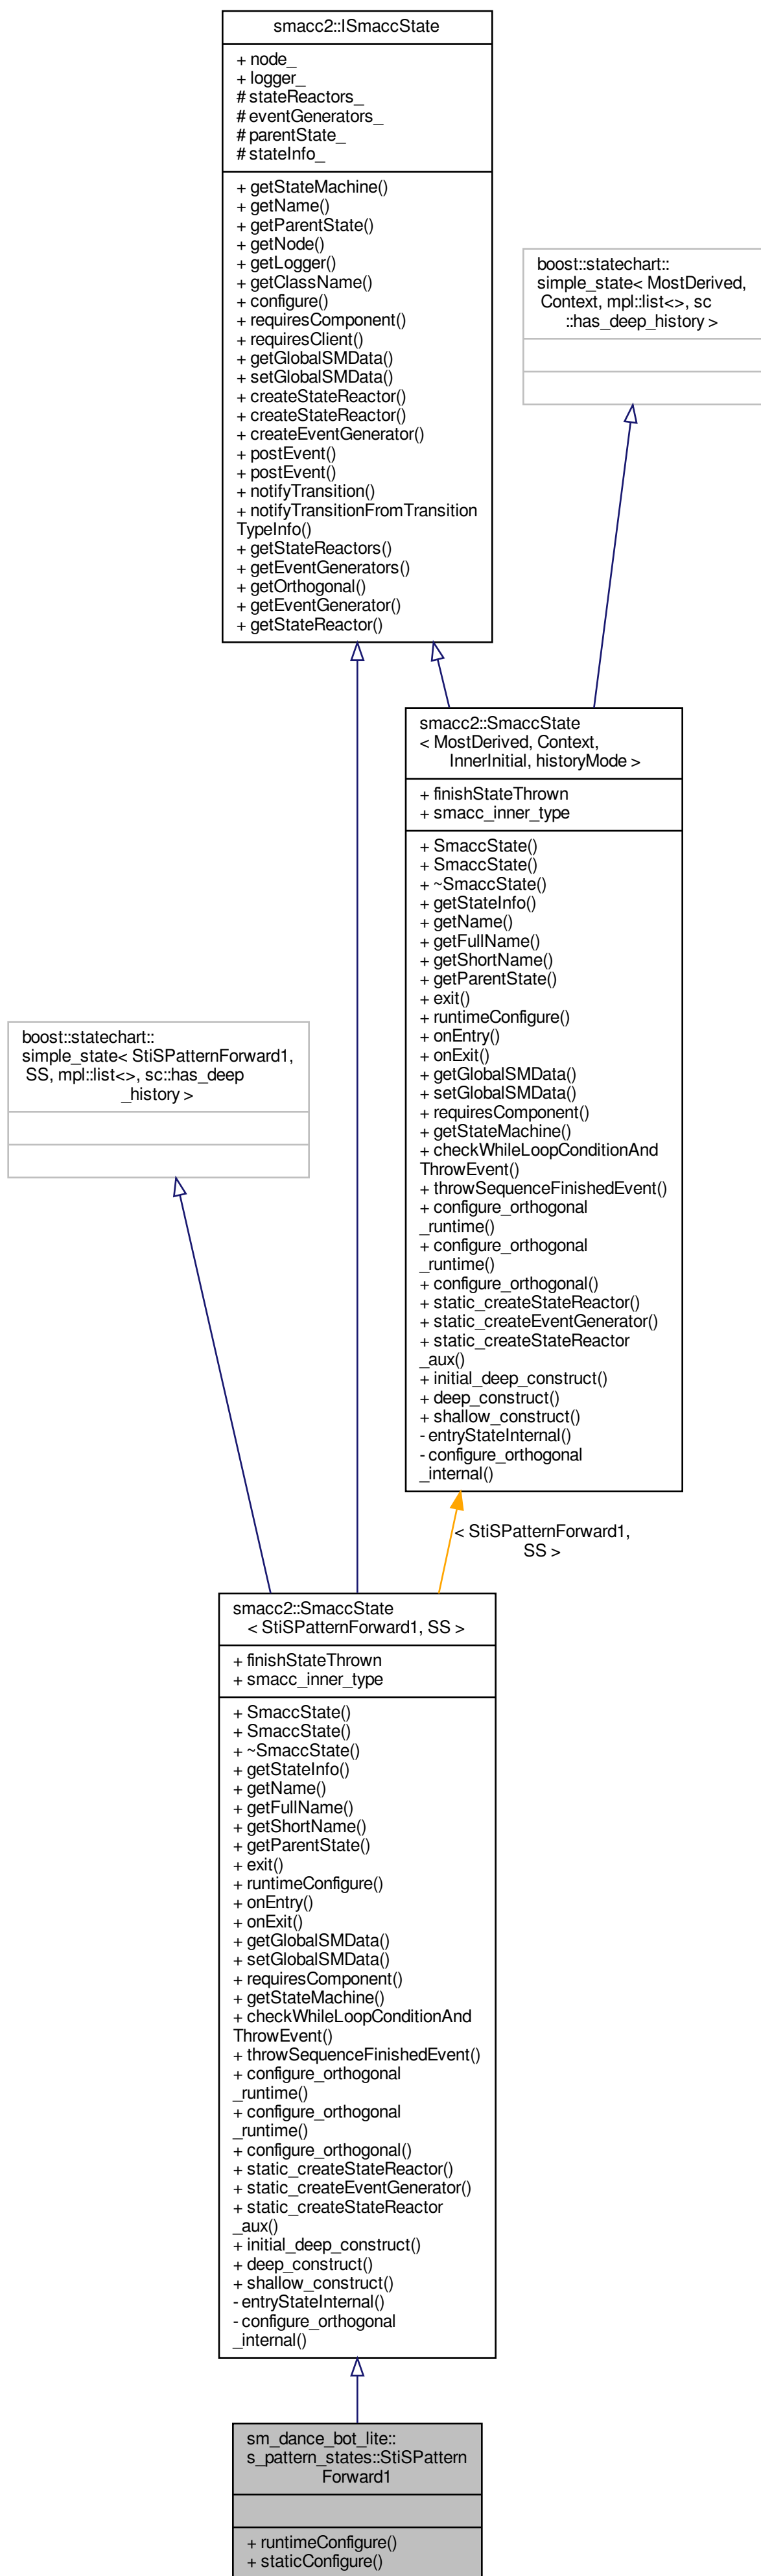 smacc2::ISmaccState
+ node_
+ logger_
# stateReactors_
# eventGenerators_
# parentState_
# stateInfo_
+ getStateMachine()
+ getName()
+ getParentState()
+ getNode()
+ getLogger()
+ getClassName()
+ configure()
+ requiresComponent()
+ requiresClient()
+ getGlobalSMData()
+ setGlobalSMData()
+ createStateReactor()
+ createStateReactor()
+ createEventGenerator()
+ postEvent()
+ postEvent()
+ notifyTransition()
+ notifyTransitionFromTransition
TypeInfo()
+ getStateReactors()
+ getEventGenerators()
+ getOrthogonal()
+ getEventGenerator()
+ getStateReactor()
boost::statechart::
simple_state< MostDerived,
Context, mpl::list<>, sc
::has_deep_history >
smacc2::SmaccState
< MostDerived, Context,
InnerInitial, historyMode >
+ finishStateThrown
+ smacc_inner_type
+ SmaccState()
+ SmaccState()
+ ~SmaccState()
+ getStateInfo()
+ getName()
+ getFullName()
+ getShortName()
+ getParentState()
+ exit()
+ runtimeConfigure()
+ onEntry()
+ onExit()
+ getGlobalSMData()
+ setGlobalSMData()
+ requiresComponent()
+ getStateMachine()
+ checkWhileLoopConditionAnd
ThrowEvent()
+ throwSequenceFinishedEvent()
+ configure_orthogonal
_runtime()
+ configure_orthogonal
_runtime()
+ configure_orthogonal()
+ static_createStateReactor()
+ static_createEventGenerator()
+ static_createStateReactor
_aux()
+ initial_deep_construct()
+ deep_construct()
+ shallow_construct()
- entryStateInternal()
- configure_orthogonal
_internal()
boost::statechart::
simple_state< StiSPatternForward1,
SS, mpl::list<>, sc::has_deep
_history >
< StiSPatternForward1,
SS >
smacc2::SmaccState
< StiSPatternForward1, SS >
+ finishStateThrown
+ smacc_inner_type
+ SmaccState()
+ SmaccState()
+ ~SmaccState()
+ getStateInfo()
+ getName()
+ getFullName()
+ getShortName()
+ getParentState()
+ exit()
+ runtimeConfigure()
+ onEntry()
+ onExit()
+ getGlobalSMData()
+ setGlobalSMData()
+ requiresComponent()
+ getStateMachine()
+ checkWhileLoopConditionAnd
ThrowEvent()
+ throwSequenceFinishedEvent()
+ configure_orthogonal
_runtime()
+ configure_orthogonal
_runtime()
+ configure_orthogonal()
+ static_createStateReactor()
+ static_createEventGenerator()
+ static_createStateReactor
_aux()
+ initial_deep_construct()
+ deep_construct()
+ shallow_construct()
- entryStateInternal()
- configure_orthogonal
_internal()
sm_dance_bot_lite::
s_pattern_states::StiSPattern
Forward1
+ runtimeConfigure()
+ staticConfigure()